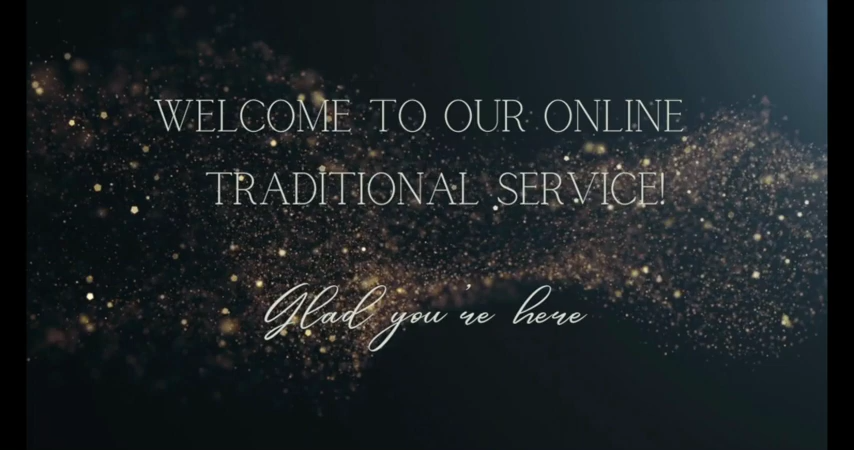 WELCOME TO OUR ONLINE
TRADITIONAL SERVICE!
Glad you're here